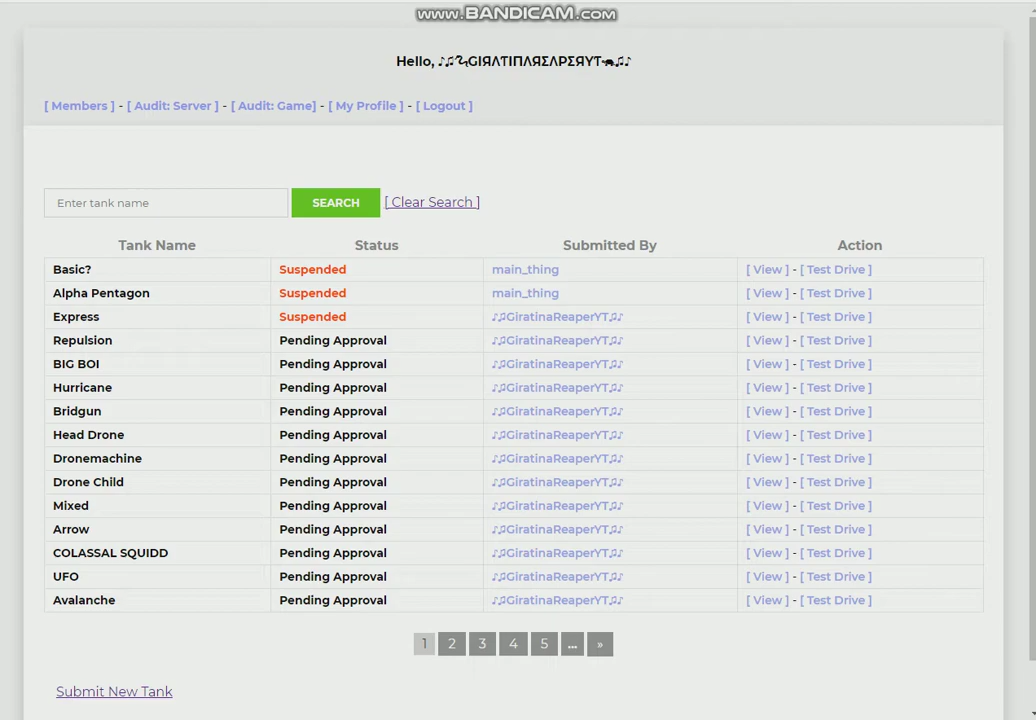 www.BANDICAM.com
Hello, ♪♫GIЯΛTIПΛЯΣΛPΣЯYT♫♪
[ Members ] - [ Audit: Server ] - [ Audit: Game] - [ My Profile ] - [ Logout ]
Enter tank name SEARCH [ Clear Search ]
Tank Name Status Submitted By Action
Basic? Suspended main_thing [ View ] - [ Test Drive ]
Alpha Pentagon Suspended main_thing [ View ] - [ Test Drive ]
Express Suspended ♪♫GiratinaReaperYT♫♪ [ View ] - [ Test Drive ]
Repulsion Pending Approval ♪♫GiratinaReaperYT♫♪ [ View ] - [ Test Drive ]
BIG BOI Pending Approval ♪♫GiratinaReaperYT♫♪ [ View ] - [ Test Drive ]
Hurricane Pending Approval ♪♫GiratinaReaperYT♫♪ [ View ] - [ Test Drive ]
Bridgun Pending Approval ♪♫GiratinaReaperYT♫♪ [ View ] - [ Test Drive ]
Head Drone Pending Approval ♪♫GiratinaReaperYT♫♪ [ View ] - [ Test Drive ]
Dronemachine Pending Approval ♪♫GiratinaReaperYT♫♪ [ View ] - [ Test Drive ]
Drone Child Pending Approval ♪♫GiratinaReaperYT♫♪ [ View ] - [ Test Drive ]
Mixed Pending Approval ♪♫GiratinaReaperYT♫♪ [ View ] - [ Test Drive ]
Arrow Pending Approval ♪♫GiratinaReaperYT♫♪ [ View ] - [ Test Drive ]
COLASSAL SQUIDD Pending Approval ♪♫GiratinaReaperYT♫♪ [ View ] - [ Test Drive ]
UFO Pending Approval ♪♫GiratinaReaperYT♫♪ [ View ] - [ Test Drive ]
Avalanche Pending Approval ♪♫GiratinaReaperYT♫♪ [ View ] - [ Test Drive ]
1 2 3 4 5 ... »
Submit New Tank